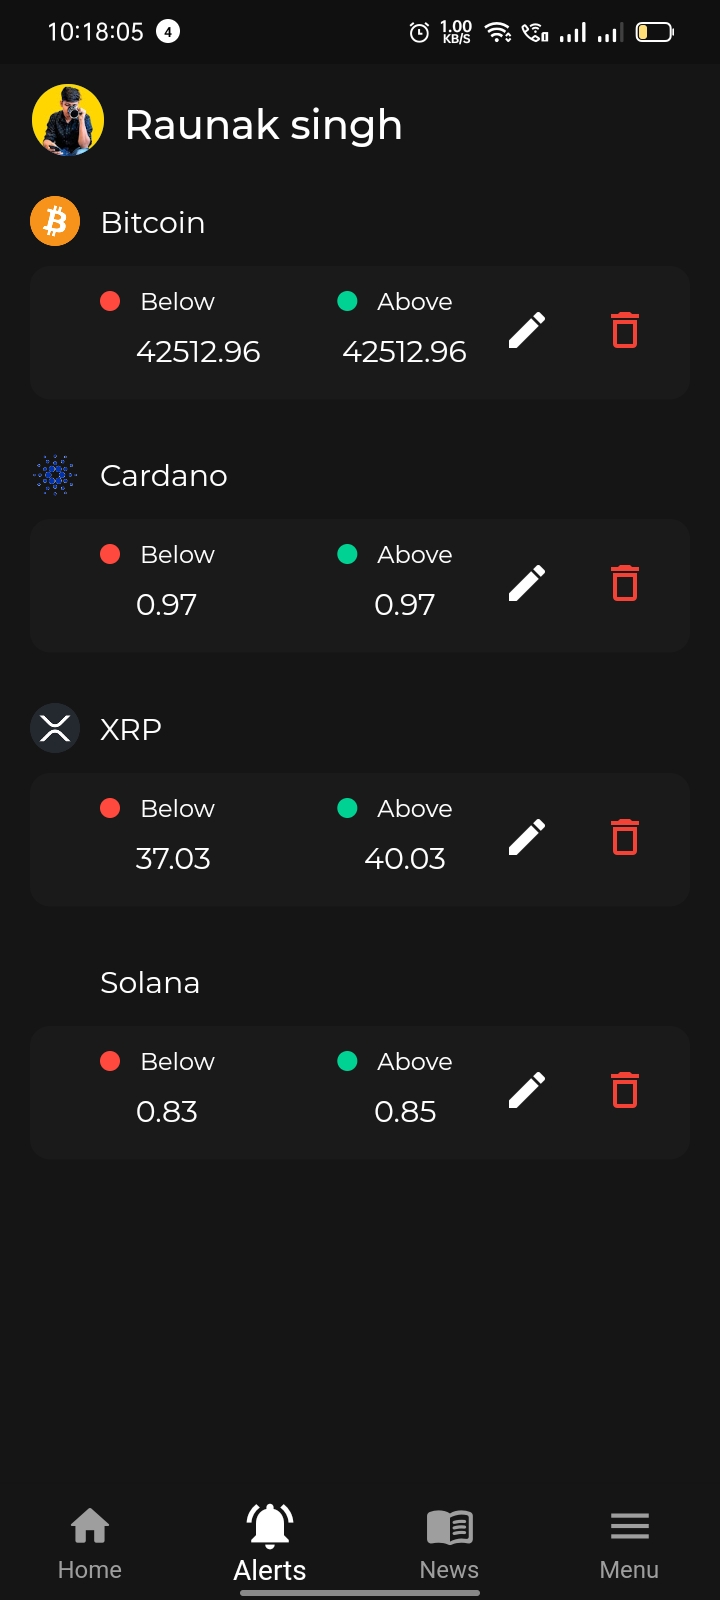 10:18:05 4 1.00 KB/S
Raunak singh
Bitcoin
Below Above
42512.96 42512.96
Cardano
Below Above
0.97 0.97
XRP
Below Above
37.03 40.03
Solana
Below Above
0.83 0.85
Home Alerts News Menu